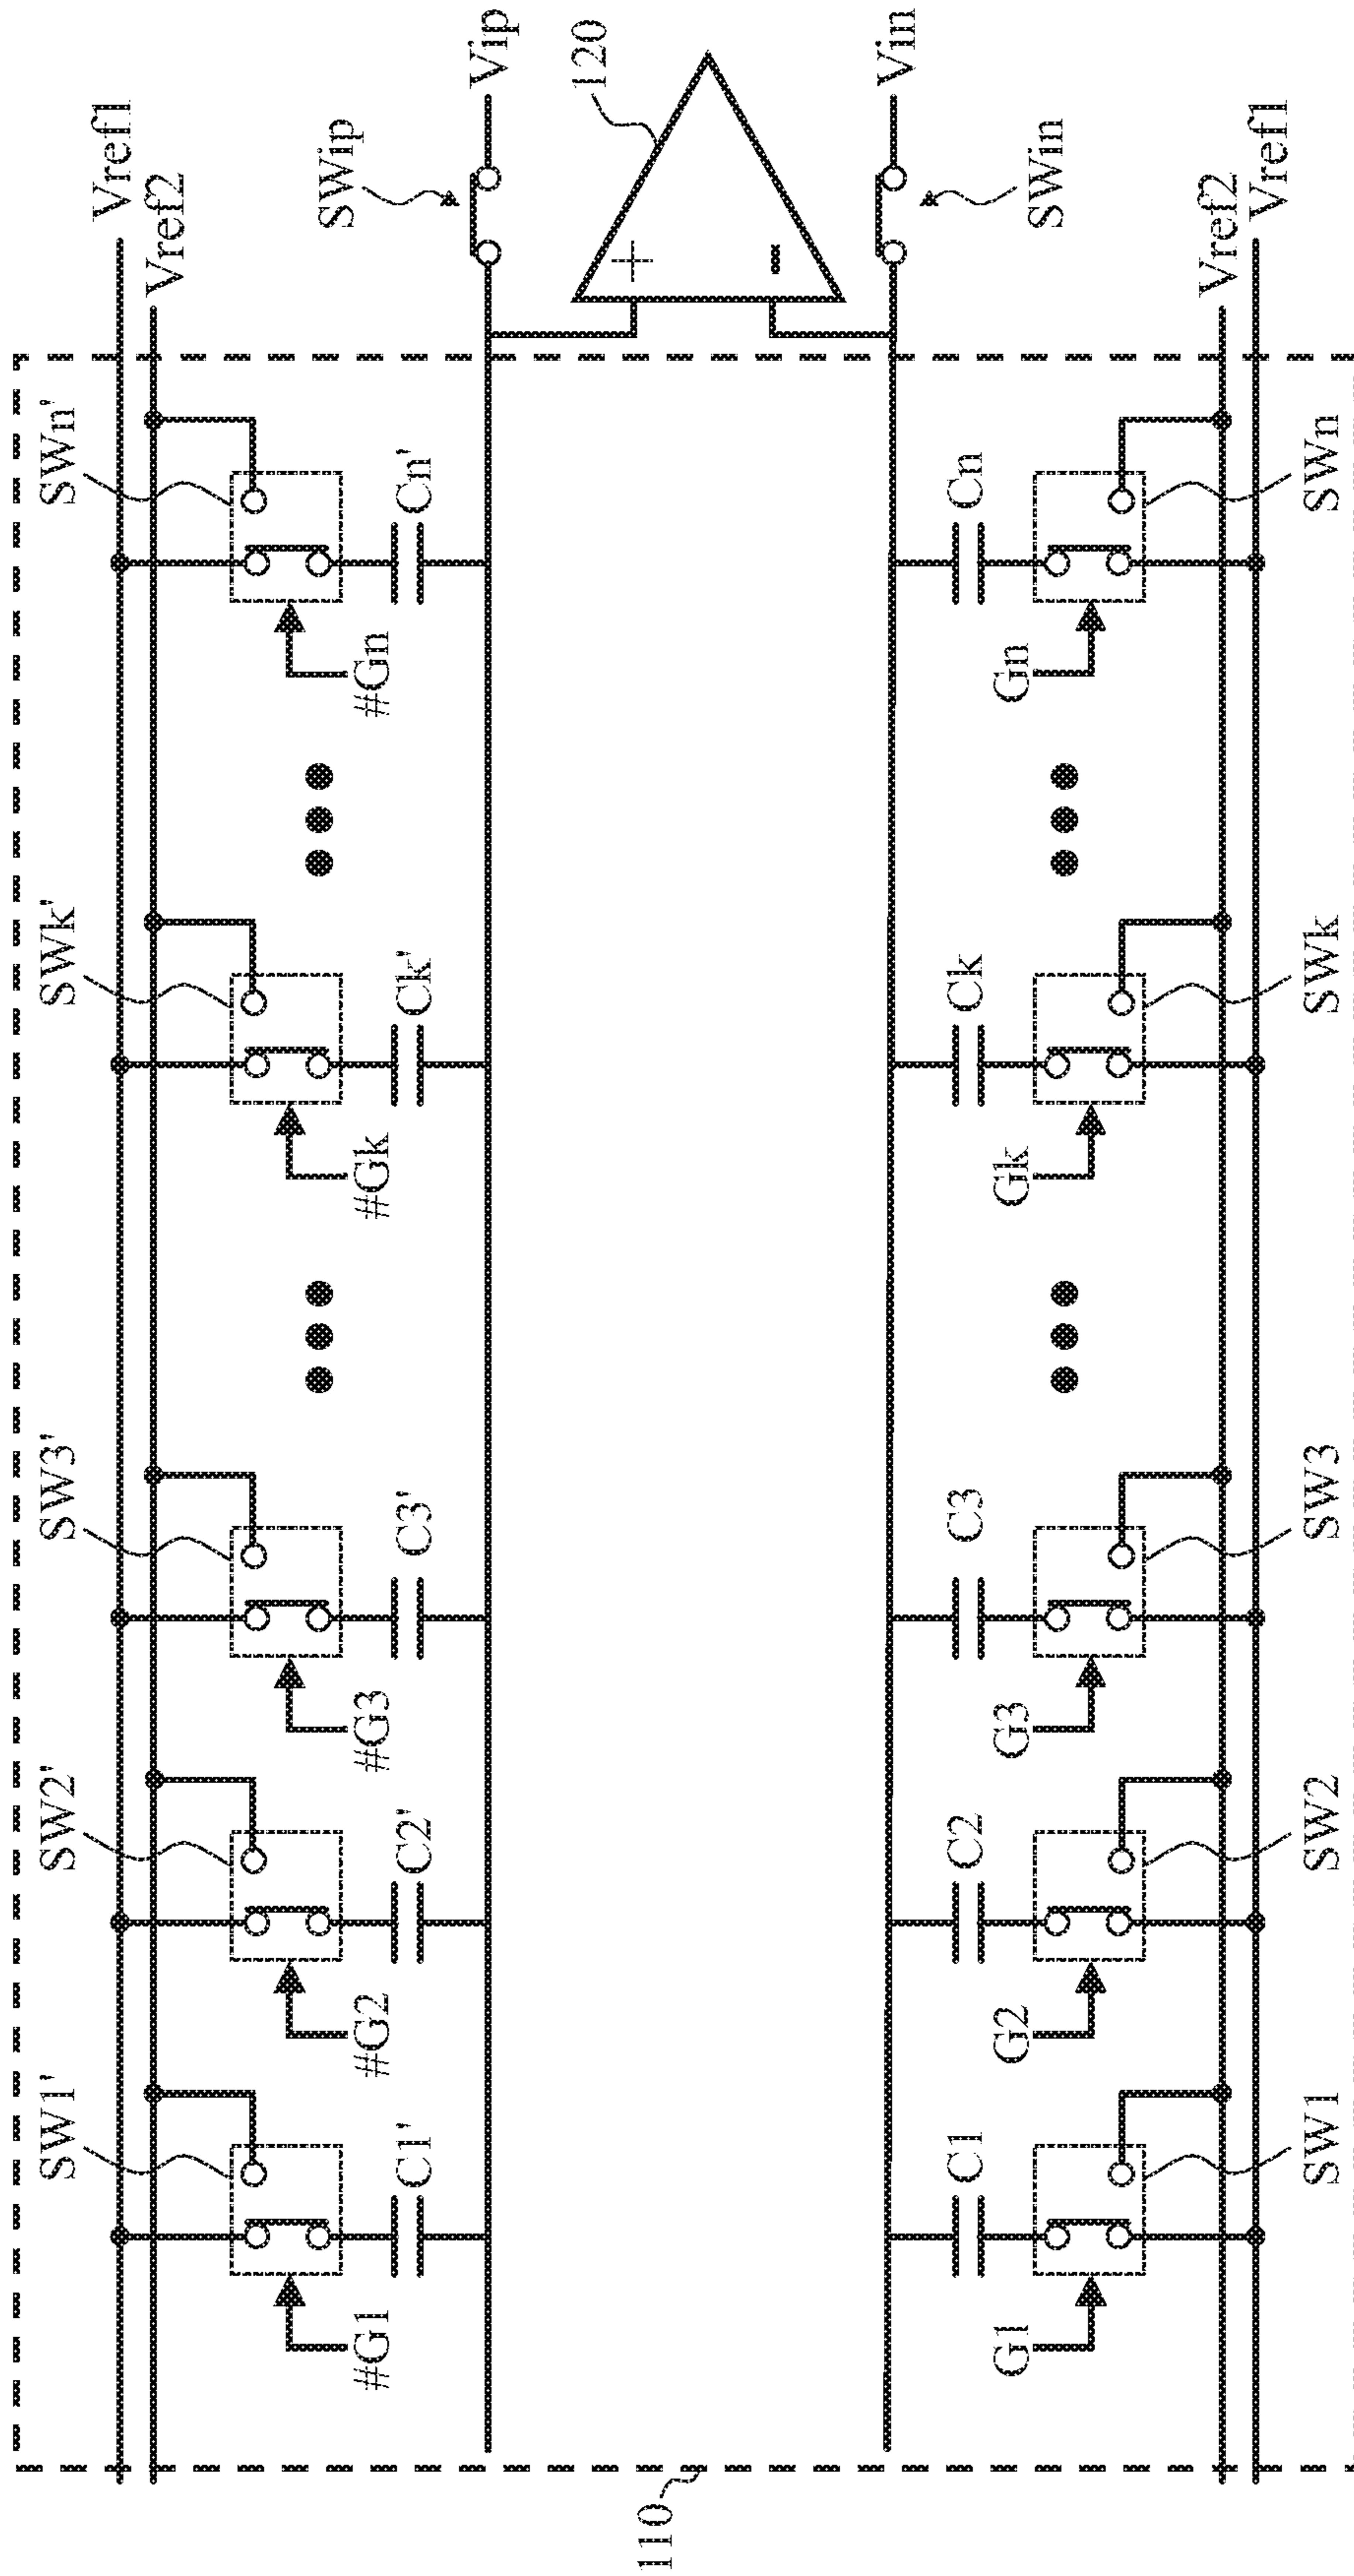 SW1'
SW2'
SW3'
SWk'
SWn'
Vref1
Vref2
#G1
#G2
#G3
#Gk
#Gn
C1'
C2'
C3'
Ck'
Cn'
SWip
Vip
120
+
-
110
C1
C2
C3
Ck
Cn
Vin
SWin
G1
G2
G3
Gk
Gn
Vref2
Vref1
SW1
SW2
SW3
SWk
SWn